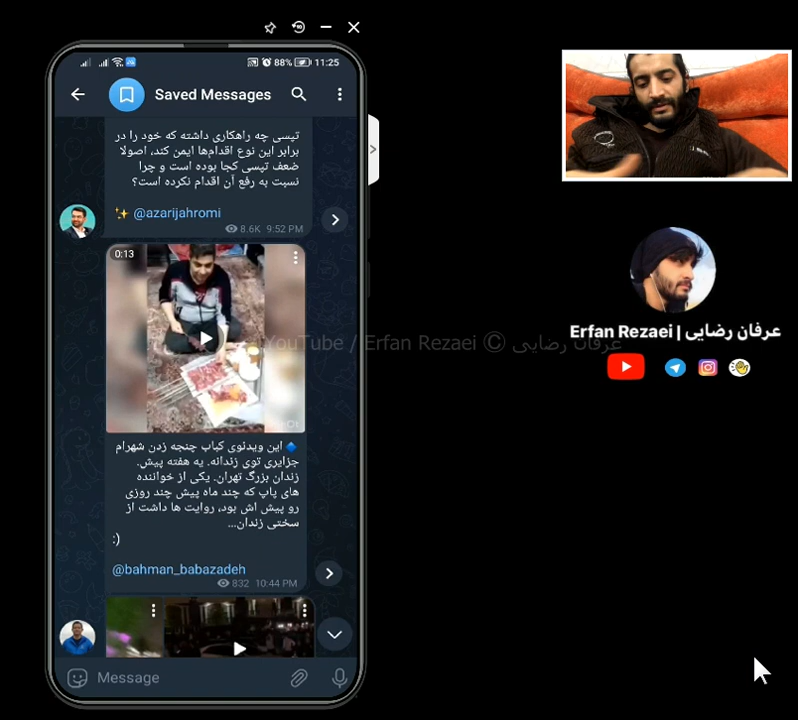 88% 11:25
Saved Messages
تپسی چه راهکاری داشته که خود را در
برابر این نوع اقدام‌ها ایمن کند، اصولا
ضعف تپسی کجا بوده است و چرا
نسبت به رفع آن اقدام نکرده است؟
✨ @azarijahromi
8.6K 9:52 PM
0:13
YouTube / Erfan Rezaei © عرفان رضایی
🔹این ویدئوی کباب چنجه زدن شهرام
جزایری توی زندانه. یه هفته پیش.
زندان بزرگ تهران. یکی از خواننده
های پاپ که چند ماه پیش چند روزی
رو پیش اش بود، روایت ها داشت از
سختی زندان...
:)
@bahman_babazadeh
832 10:44 PM
Message
Erfan Rezaei | عرفان رضایی